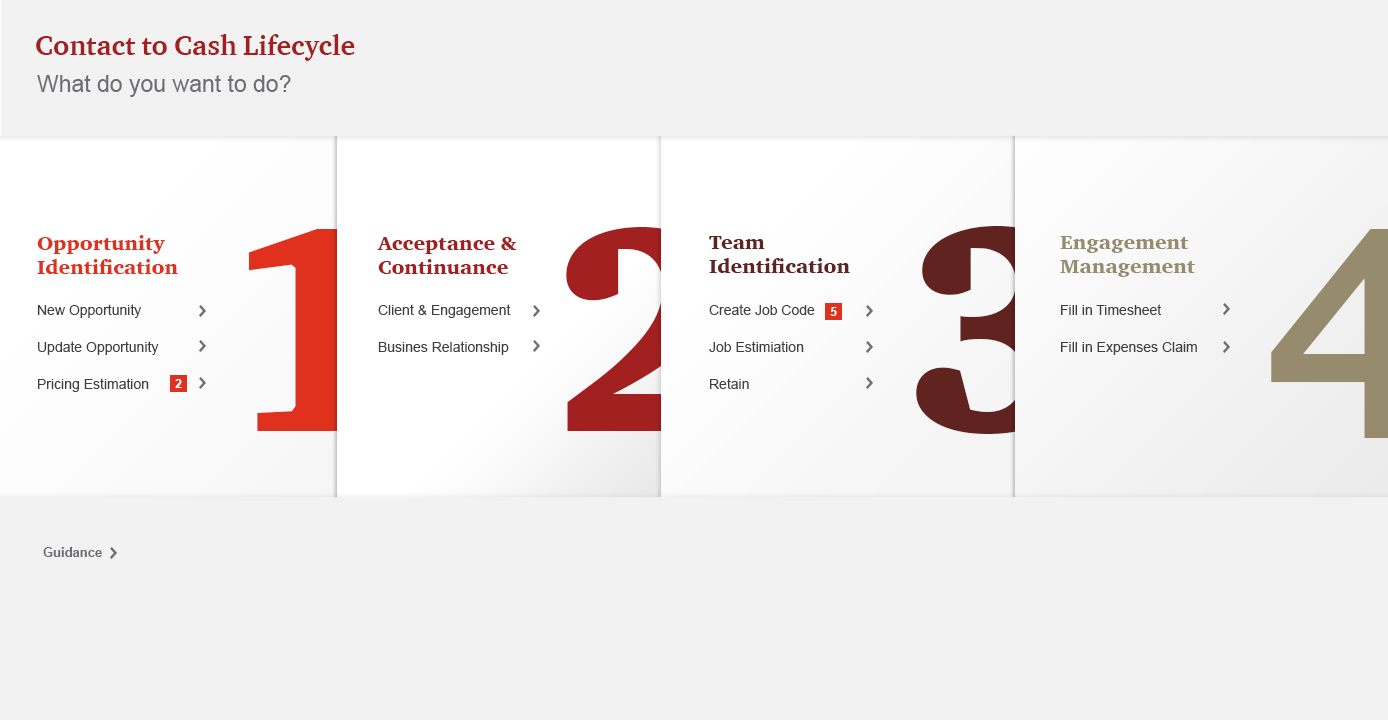 Contact to Cash Lifecycle
What do you want to do?
Opportunity
Identification
New Opportunity
Update Opportunity
Pricing Estimation 2
1
Acceptance &
Continuance
Client & Engagement
Busines Relationship
2
Team
Identification
Create Job Code 5
Job Estimiation
Retain
3
Engagement
Management
Fill in Timesheet
Fill in Expenses Claim
4
Guidance